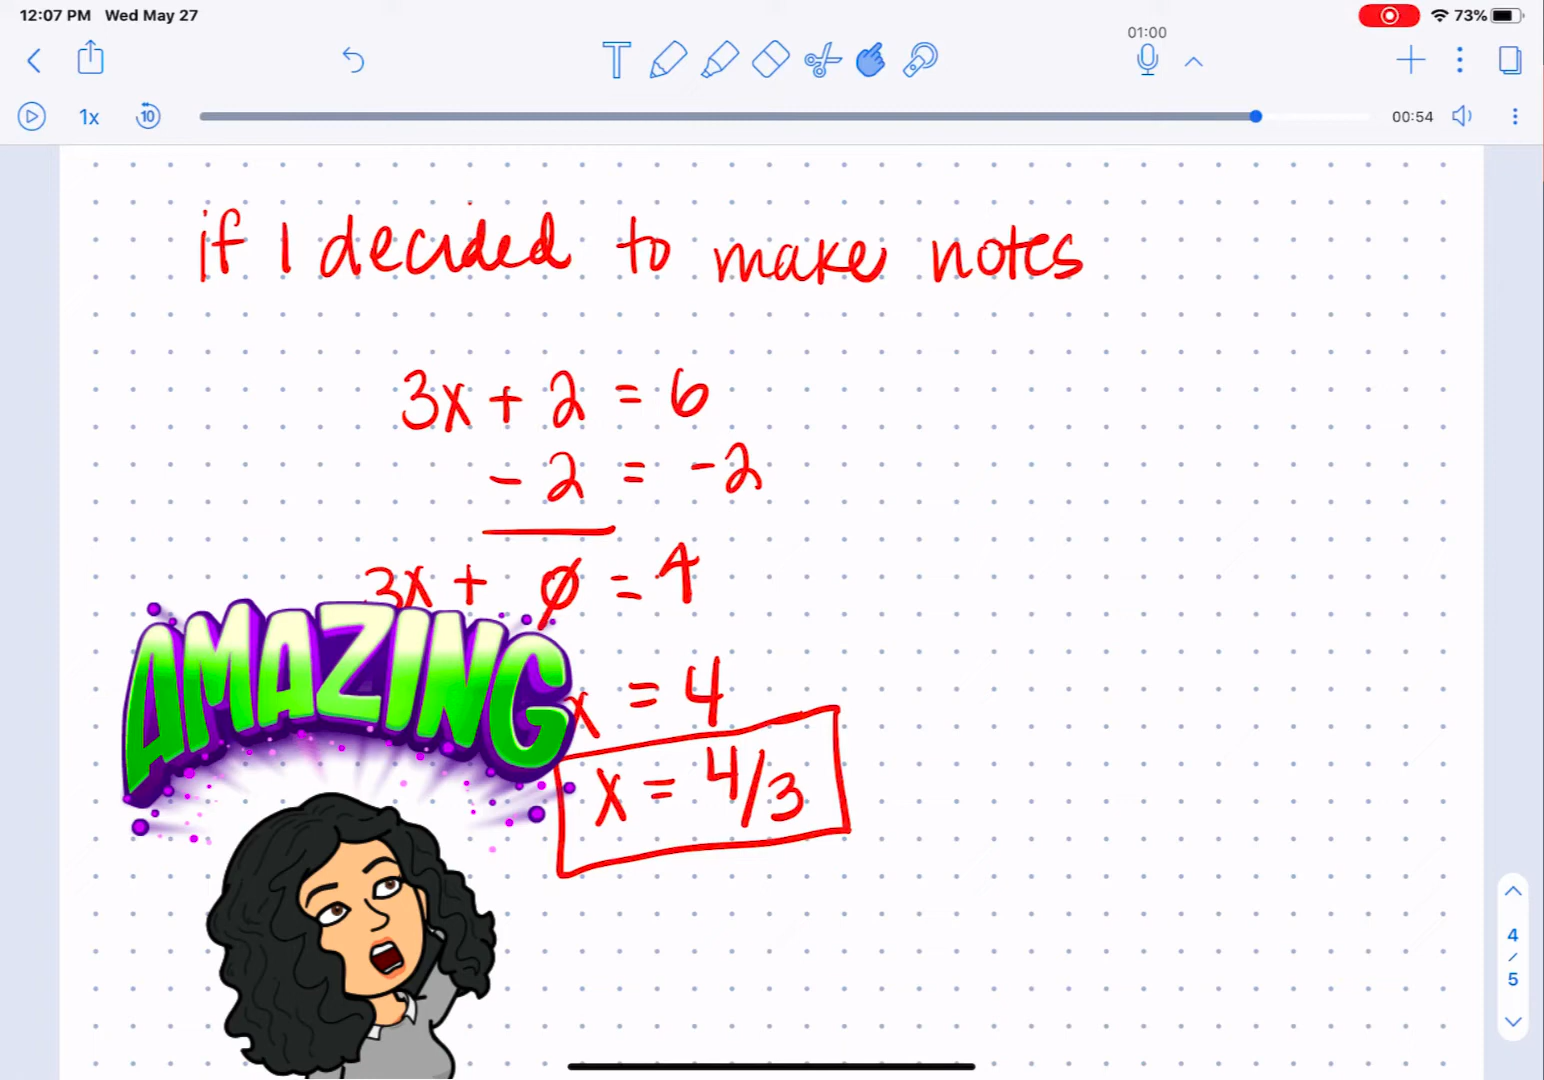 12:07 PM Wed May 27
73%
01:00
1x
10
00:54
if I decided to make notes
3x + 2 = 6
- 2 = -2
3x + 0 = 4
x = 4
AMAZING
x = 4/3
4
/
5